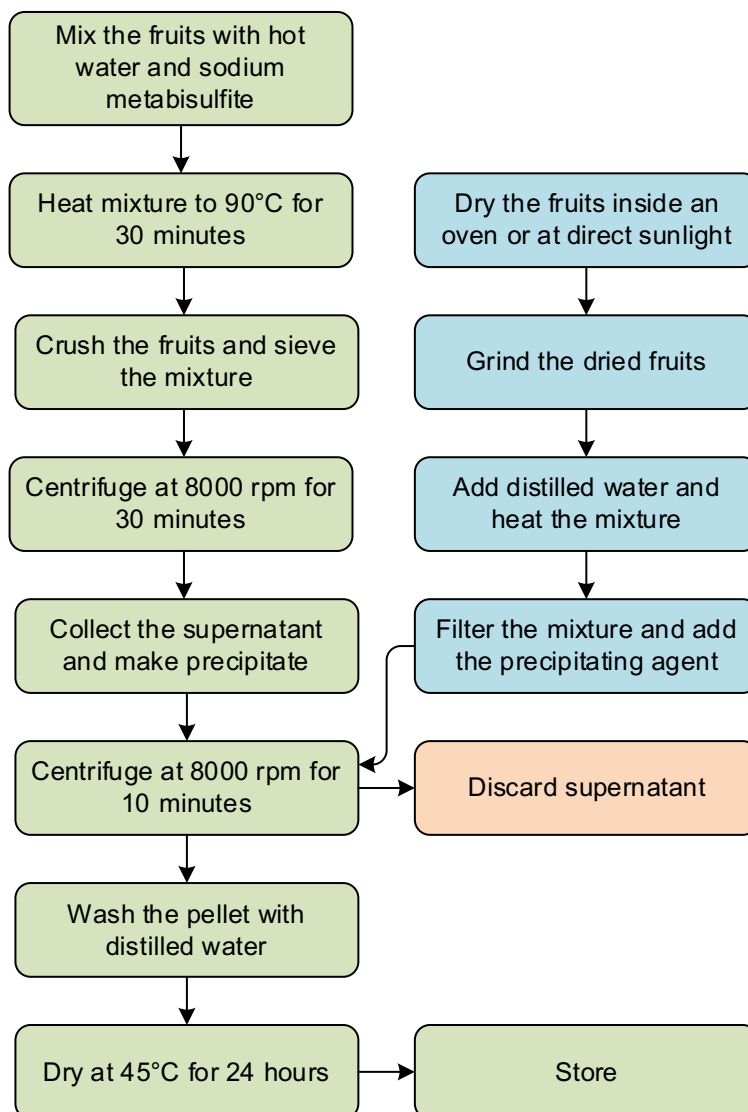 Mix the fruits with hot
water and sodium
metabisulfite
Heat mixture to 90°C for
30 minutes
Crush the fruits and sieve
the mixture
Centrifuge at 8000 rpm for
30 minutes
Collect the supernatant
and make precipitate
Centrifuge at 8000 rpm for
10 minutes
Wash the pellet with
distilled water
Dry at 45°C for 24 hours
Dry the fruits inside an
oven or at direct sunlight
Grind the dried fruits
Add distilled water and
heat the mixture
Filter the mixture and add
the precipitating agent
Discard supernatant
Store